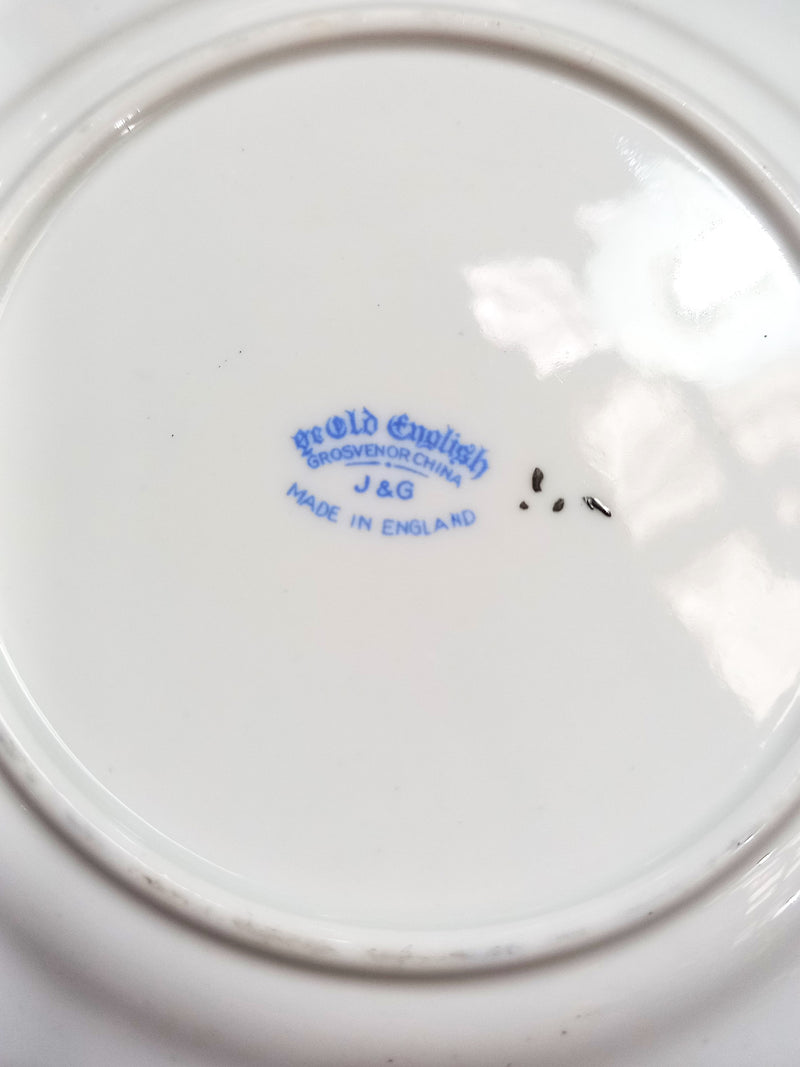 Ye Old English
GROSVENOR CHINA
J & G
MADE IN ENGLAND